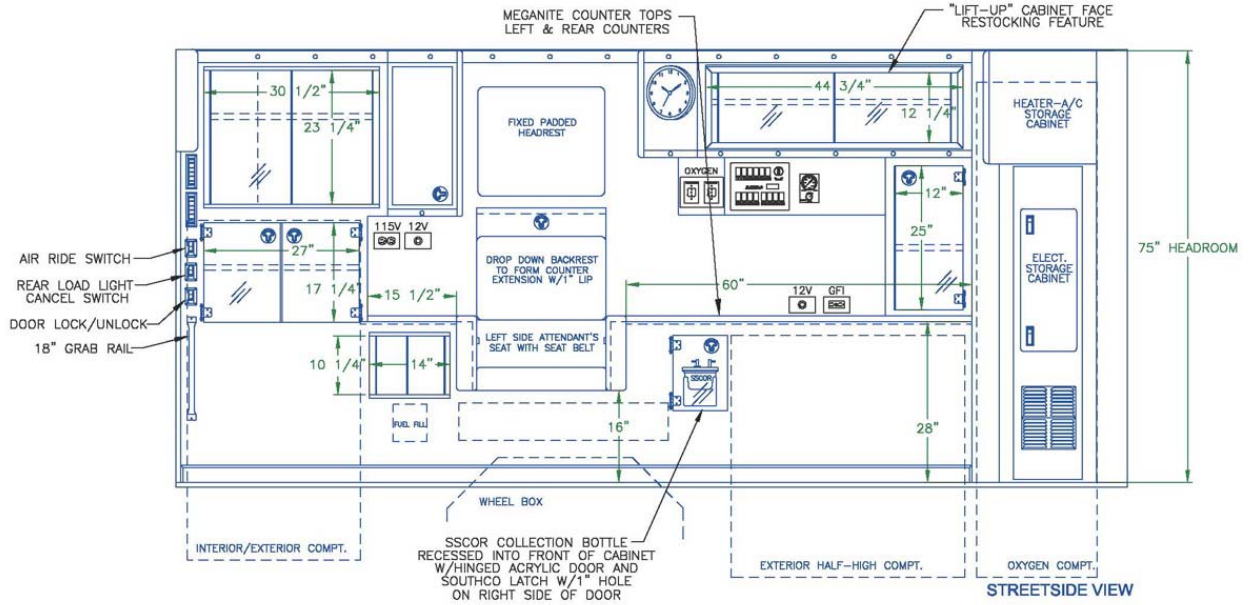 MEGANITE COUNTER TOPS
LEFT & REAR COUNTERS
"LIFT-UP" CABINET FACE
RESTOCKING FEATURE
30 1/2"
23 1/4"
FIXED PADDED
HEADREST
44 3/4"
12 1/4"
HEATER-A/C
STORAGE
CABINET
OXYGEN
12"
25"
115V 12V
27"
17 1/4"
AIR RIDE SWITCH
REAR LOAD LIGHT
CANCEL SWITCH
DOOR LOCK/UNLOCK
18" GRAB RAIL
DROP DOWN BACKREST
TO FORM COUNTER
EXTENSION W/1" LIP
15 1/2"
60"
12V GFI
ELECT.
STORAGE
CABINET
75" HEADROOM
LEFT SIDE ATTENDANT'S
SEAT WITH SEAT BELT
10 1/4"
14"
SSCOR
FUEL FILL
16"
28"
WHEEL BOX
INTERIOR/EXTERIOR COMPT.
SSCOR COLLECTION BOTTLE
RECESSED INTO FRONT OF CABINET
W/HINGED ACRYLIC DOOR AND
SOUTHCO LATCH W/1" HOLE
ON RIGHT SIDE OF DOOR
EXTERIOR HALF-HIGH COMPT.
OXYGEN COMPT.
STREETSIDE VIEW